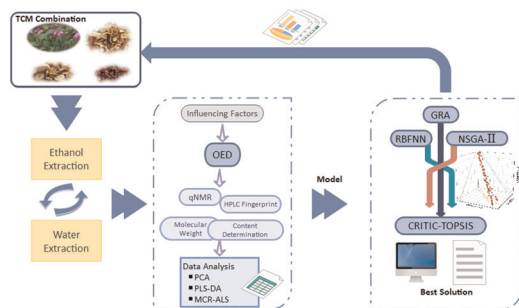 TCM Combination
Ethanol
Extraction
Water
Extraction
Influencing Factors
OED
qNMR
HPLC Fingerprint
Molecular
Weight
Content
Determination
Data Analysis
■ PCA
■ PLS-DA
■ MCR-ALS
Model
GRA
RBFNN
NSGA-II
CRITIC-TOPSIS
Best Solution